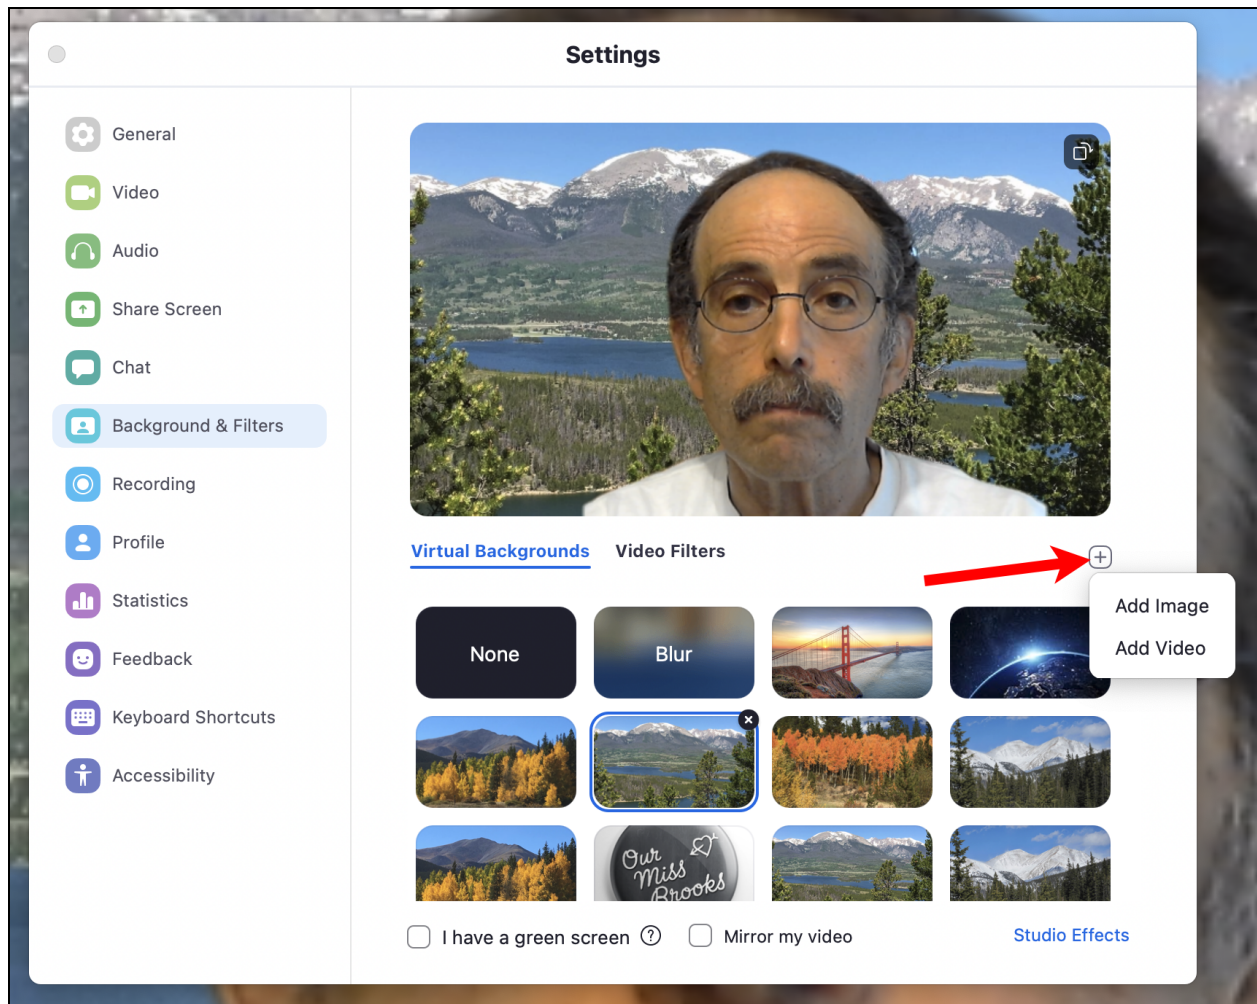 Settings
General
Video
Audio
Share Screen
Chat
Background & Filters
Recording
Profile
Statistics
Feedback
Keyboard Shortcuts
Accessibility
Virtual Backgrounds
Video Filters
Add Image
Add Video
None
Blur
Our
Miss
Brooks
I have a green screen
?
Mirror my video
Studio Effects